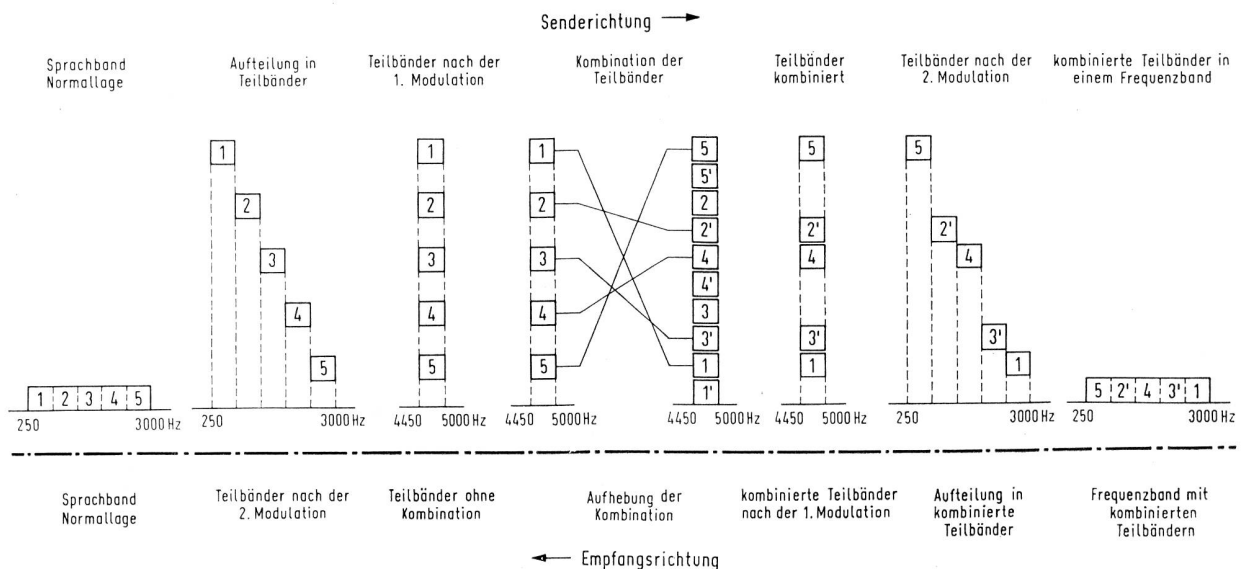 Senderichtung
Sprachband
Normallage
Aufteilung in
Teilbänder
Teilbänder nach der
1. Modulation
Kombination der
Teilbänder
Teilbänder
kombiniert
Teilbänder nach der
2. Modulation
kombinierte Teilbänder in
einem Frequenzband
1 2 3 4 5
250 3000 Hz
1
2
3
4
5
250 3000 Hz
1
2
3
4
5
4450 5000 Hz
1
2
3
4
5
4450 5000 Hz
5
5'
2
2'
4
4'
3
3'
1
1'
4450 5000 Hz
5
2'
4
3'
1
4450 5000 Hz
5
2'
4
3'
1
250 3000 Hz
5 2' 4 3' 1
250 3000 Hz
Sprachband
Normallage
Teilbänder nach der
2. Modulation
Teilbänder ohne
Kombination
Aufhebung der
Kombination
kombinierte Teilbänder
nach der 1. Modulation
Aufteilung in
kombinierte
Teilbänder
Frequenzband mit
kombinierten
Teilbändern
Empfangsrichtung